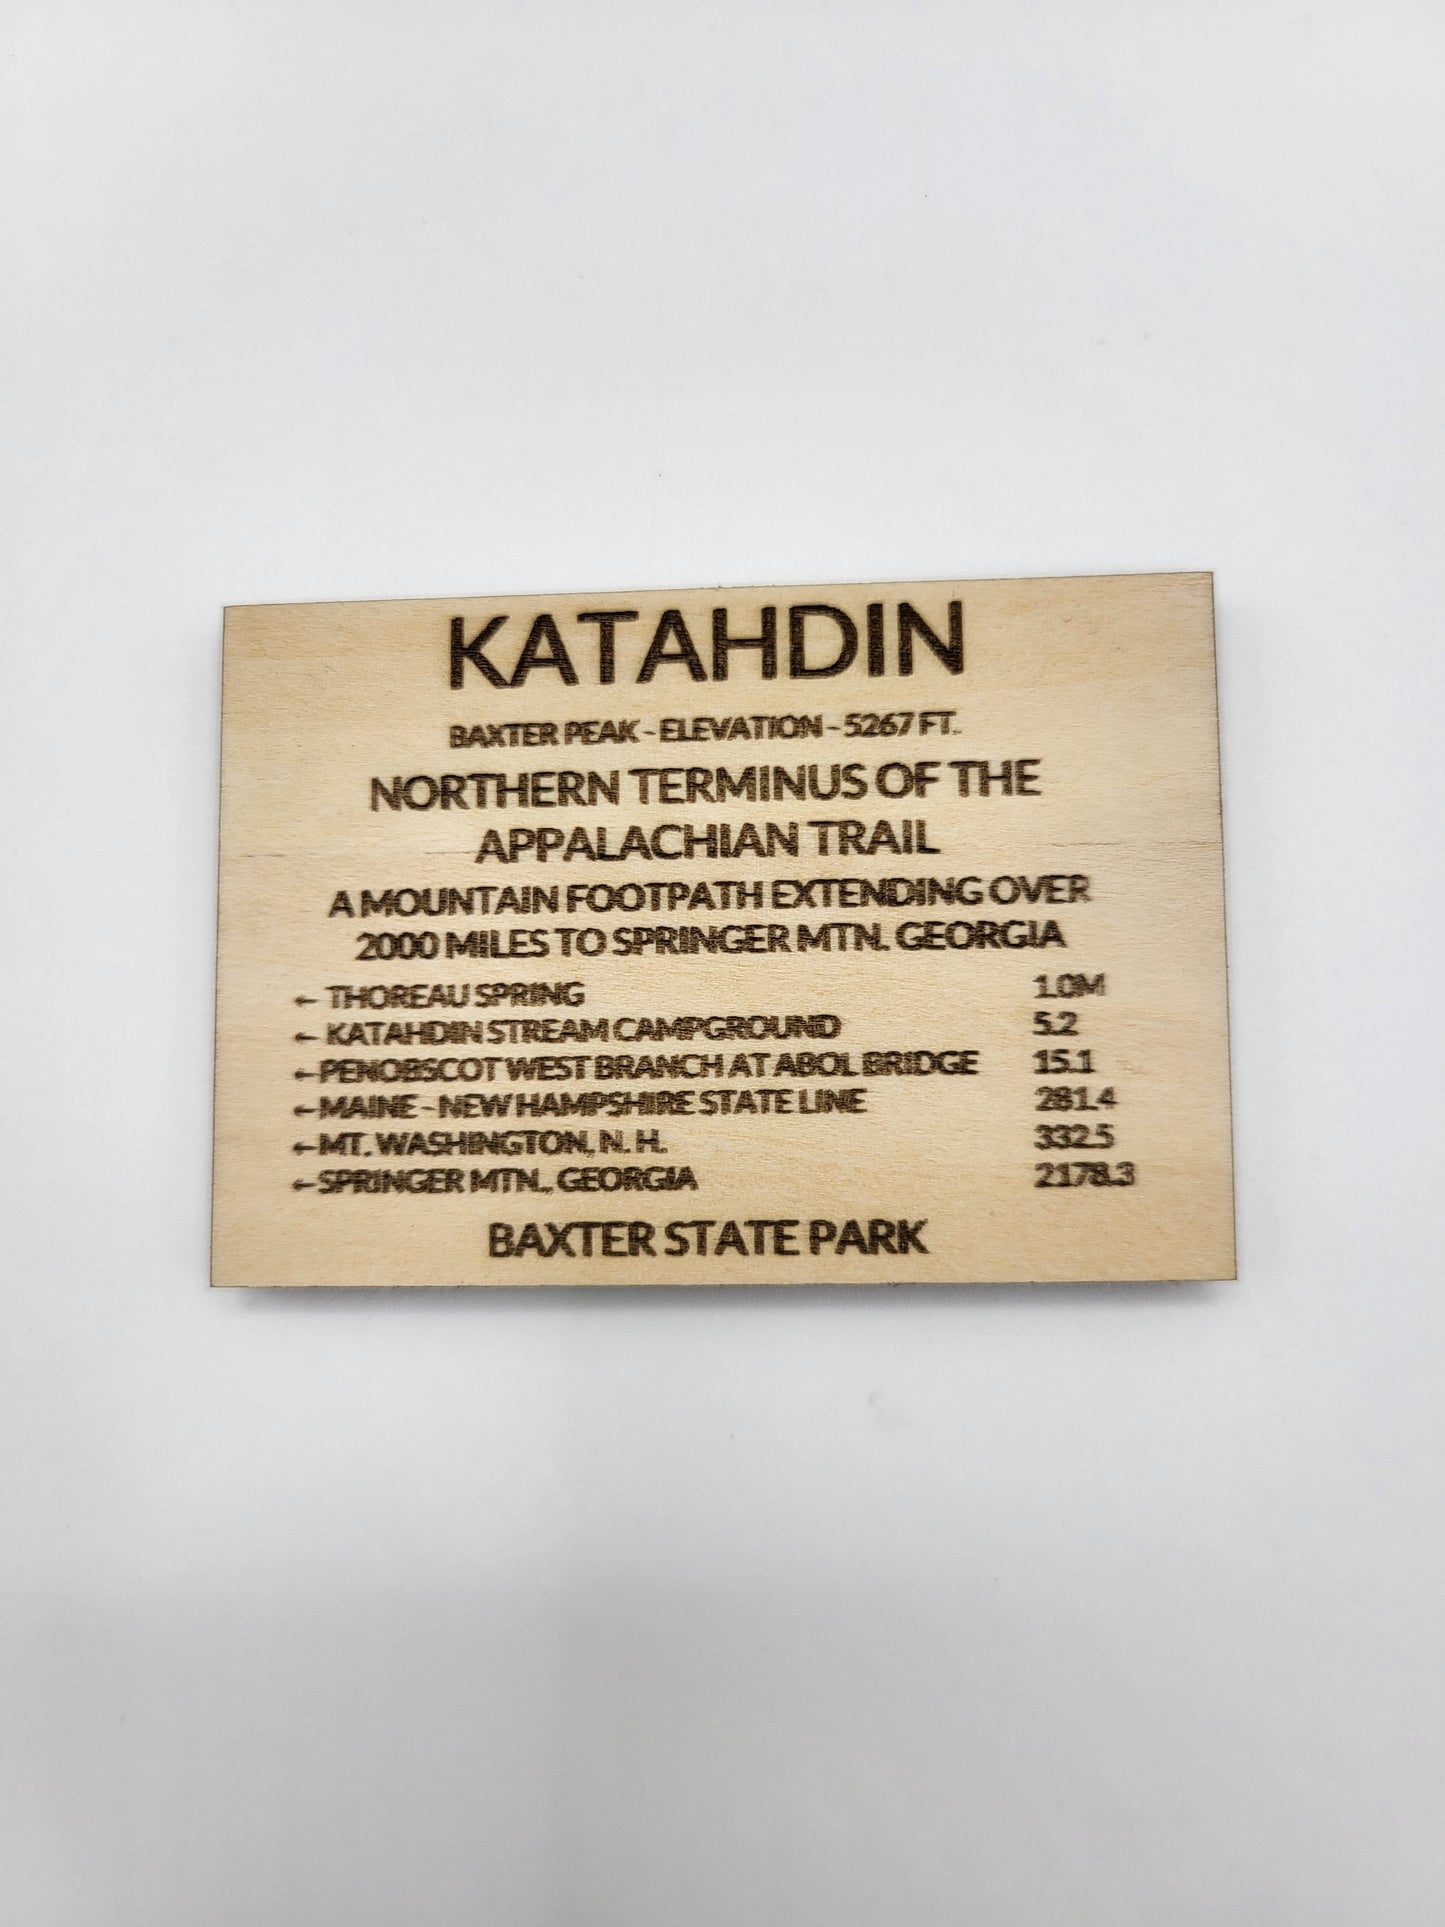 KATAHDIN
BAXTER PEAK - ELEVATION - 5267 FT.
NORTHERN TERMINUS OF THE
APPALACHIAN TRAIL
A MOUNTAIN FOOTPATH EXTENDING OVER
2000 MILES TO SPRINGER MTN. GEORGIA
← THOREAU SPRING 1.0M
← KATAHDIN STREAM CAMPGROUND 5.2
← PENOBSCOT WEST BRANCH AT ABOL BRIDGE 15.1
← MAINE - NEW HAMPSHIRE STATE LINE 281.4
← MT. WASHINGTON, N. H. 332.5
← SPRINGER MTN., GEORGIA 2178.3
BAXTER STATE PARK